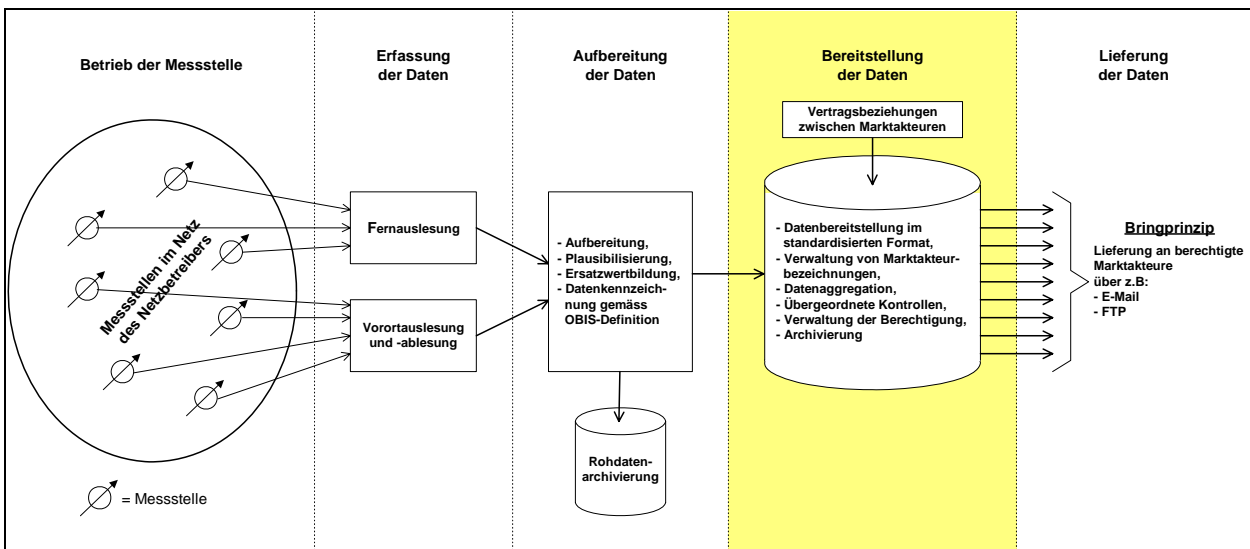 Betrieb der Messstelle
Erfassung
der Daten
Aufbereitung
der Daten
Bereitstellung
der Daten
Lieferung
der Daten
Messstellen im Netz
des Netzbetreibers
= Messstelle
Fernauslesung
Vorortauslesung
und -ablesung
- Aufbereitung,
- Plausibilisierung,
- Ersatzwertbildung,
- Datenkennzeich-
nung gemäss
OBIS-Definition
Rohdaten-
archivierung
Vertragsbeziehungen
zwischen Marktakteuren
- Datenbereitstellung im
standardisierten Format,
- Verwaltung von Marktakteur-
bezeichnungen,
- Datenaggregation,
- Übergeordnete Kontrollen,
- Verwaltung der Berechtigung,
- Archivierung
Bringprinzip
Lieferung an berechtigte
Marktakteure
über z.B:
- E-Mail
- FTP